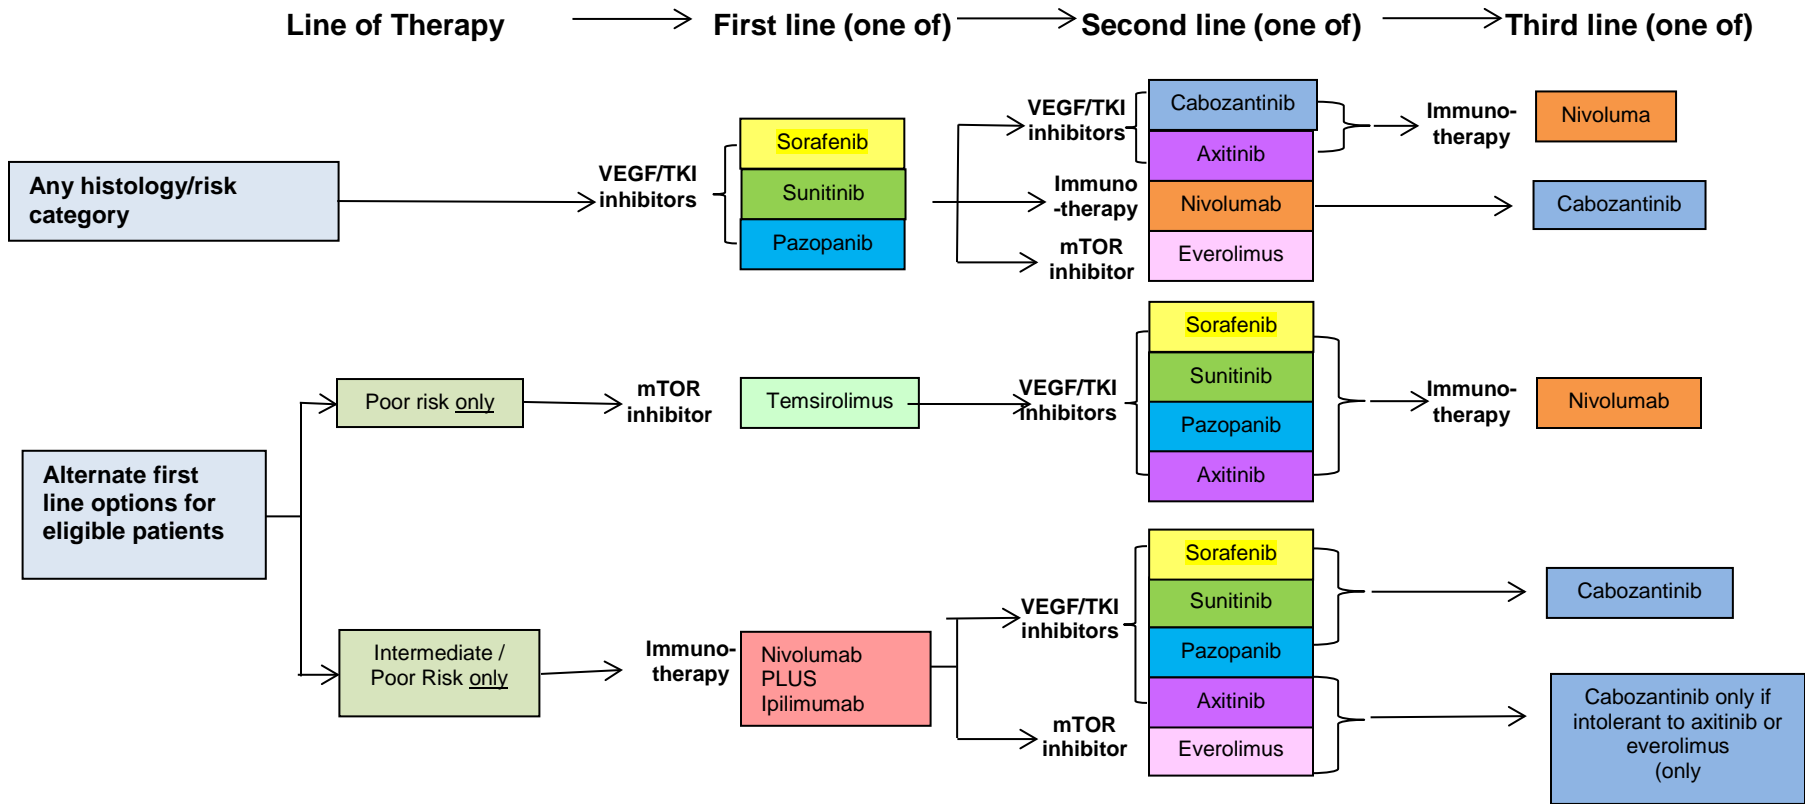 Line of Therapy
First line (one of)
Second line (one of)
Third line (one of)
Any histology/risk
category
VEGF/TKI
inhibitors
Sorafenib
Sunitinib
Pazopanib
VEGF/TKI
inhibitors
Immuno
-therapy
mTOR
inhibitor
Cabozantinib
Axitinib
Nivolumab
Everolimus
Immuno-
therapy
Nivoluma
Cabozantinib
Alternate first
line options for
eligible patients
Poor risk only
mTOR
inhibitor
Temsirolimus
VEGF/TKI
inhibitors
Sorafenib
Sunitinib
Pazopanib
Axitinib
Immuno-
therapy
Nivolumab
Intermediate /
Poor Risk only
Immuno-
therapy
Nivolumab
PLUS
Ipilimumab
VEGF/TKI
inhibitors
mTOR
inhibitor
Sorafenib
Sunitinib
Pazopanib
Axitinib
Everolimus
Cabozantinib
Cabozantinib only if
intolerant to axitinib or
everolimus
(only